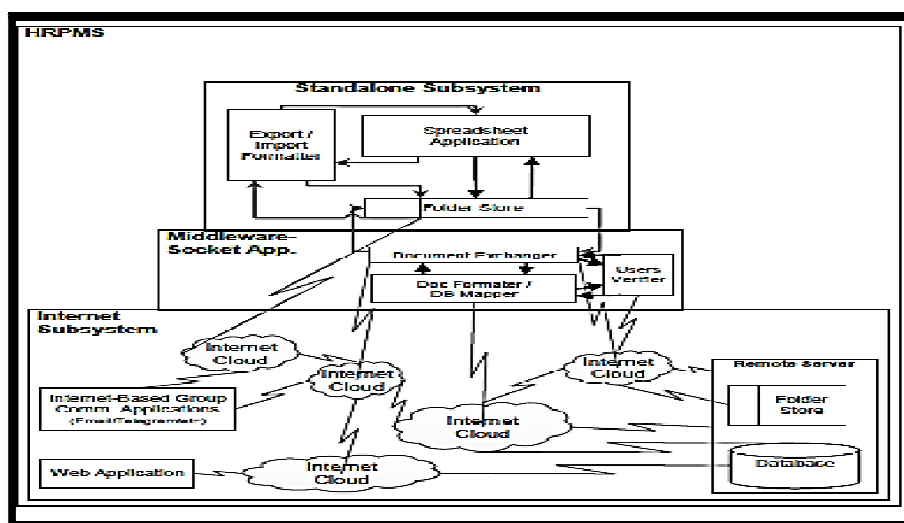 HRPMS
Standalone Subsystem
Export /
Import
Formatter
Spreadsheet
Application
Folder Store
Middleware-
Socket App.
Document Exchanger
Users
Verifier
Doc Formater /
DB Mapper
Internet
Subsystem
Internet
Cloud
Internet
Cloud
Internet
Cloud
Remote Server
Internet-Based Group
Comm. Applications
Folder
Store
Internet
Cloud
Web Application
Internet
Cloud
Database